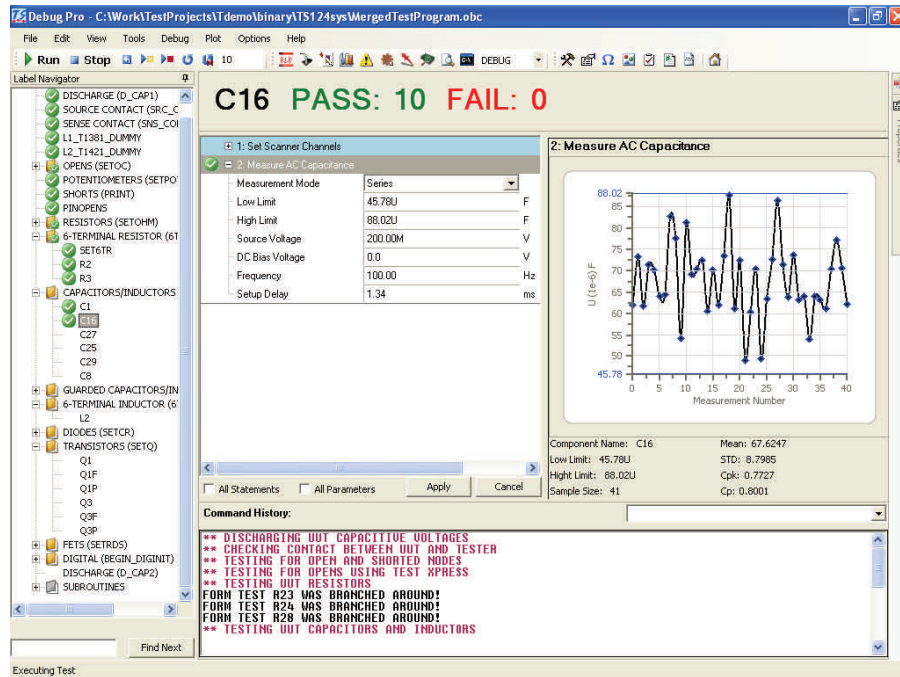 Debug Pro - C:\Work\TestProjects\Tdemo\binary\TS124sys\MergedTestProgram.obc
File Edit View Tools Debug Plot Options Help
Run Stop 10 DEBUG
Label Navigator
DISCHARGE (D_CAP1)
SOURCE CONTACT (SRC_C
SENSE CONTACT (SNS_COI
L1_T1381_DUMMY
L2_T1421_DUMMY
OPENS (SETOC)
POTENTIOMETERS (SETPO
SHORTS (PRINT)
PINOPENS
RESISTORS (SETOHM)
6-TERMINAL RESISTOR (6T
SET6TR
R2
R3
CAPACITORS/INDUCTORS
C1
C16
C27
C25
C29
C8
GUARDED CAPACITORS/IN
6-TERMINAL INDUCTOR (6
L2
DIODES (SETCR)
TRANSISTORS (SETQ)
Q1
Q1F
Q1P
Q3
Q3F
Q3P
FETS (SETRDS)
DIGITAL (BEGIN_DIGINIT)
DISCHARGE (D_CAP2)
SUBROUTINES
Find Next
Executing Test
C16 PASS: 10 FAIL: 0
1: Set Scanner Channels
2: Measure AC Capacitance
Measurement Mode Series
Low Limit 45.78U F
High Limit 88.02U F
Source Voltage 200.00M V
DC Bias Voltage 0.0 V
Frequency 100.00 Hz
Setup Delay 1.34 ms
All Statements All Parameters Apply Cancel
2: Measure AC Capacitance
88.02
85
80
75
70
65
60
55
50
45.78
U (1e-6) F
0 5 10 15 20 25 30 35 40
Measurement Number
Component Name: C16 Mean: 67.6247
Low Limit: 45.78U STD: 8.7985
Hight Limit: 88.02U Cpk: 0.7727
Sample Size: 41 Cp: 0.8001
Command History:
** DISCHARGING UUT CAPACITIVE VOLTAGES
** CHECKING CONTACT BETWEEN UUT AND TESTER
** TESTING FOR OPEN AND SHORTED NODES
** TESTING FOR OPENS USING TEST XPRESS
** TESTING UUT RESISTORS
FORM TEST R23 WAS BRANCHED AROUND!
FORM TEST R24 WAS BRANCHED AROUND!
FORM TEST R28 WAS BRANCHED AROUND!
** TESTING UUT CAPACITORS AND INDUCTORS